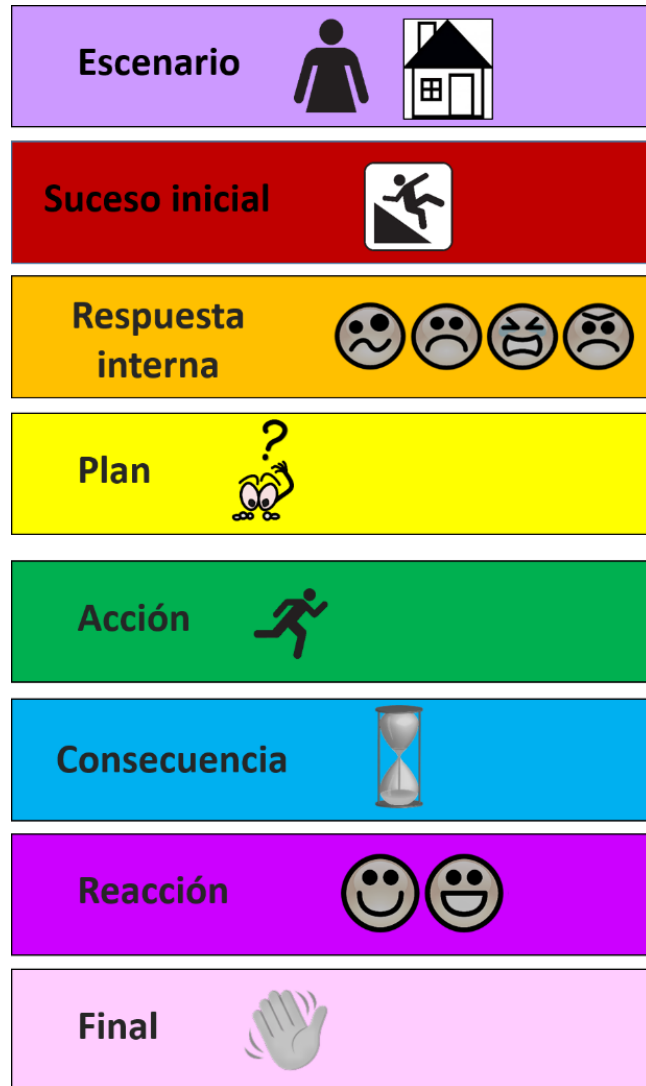 Escenario
Suceso inicial
Respuesta
interna
?
Plan
Acción
Consecuencia
Reacción
Final